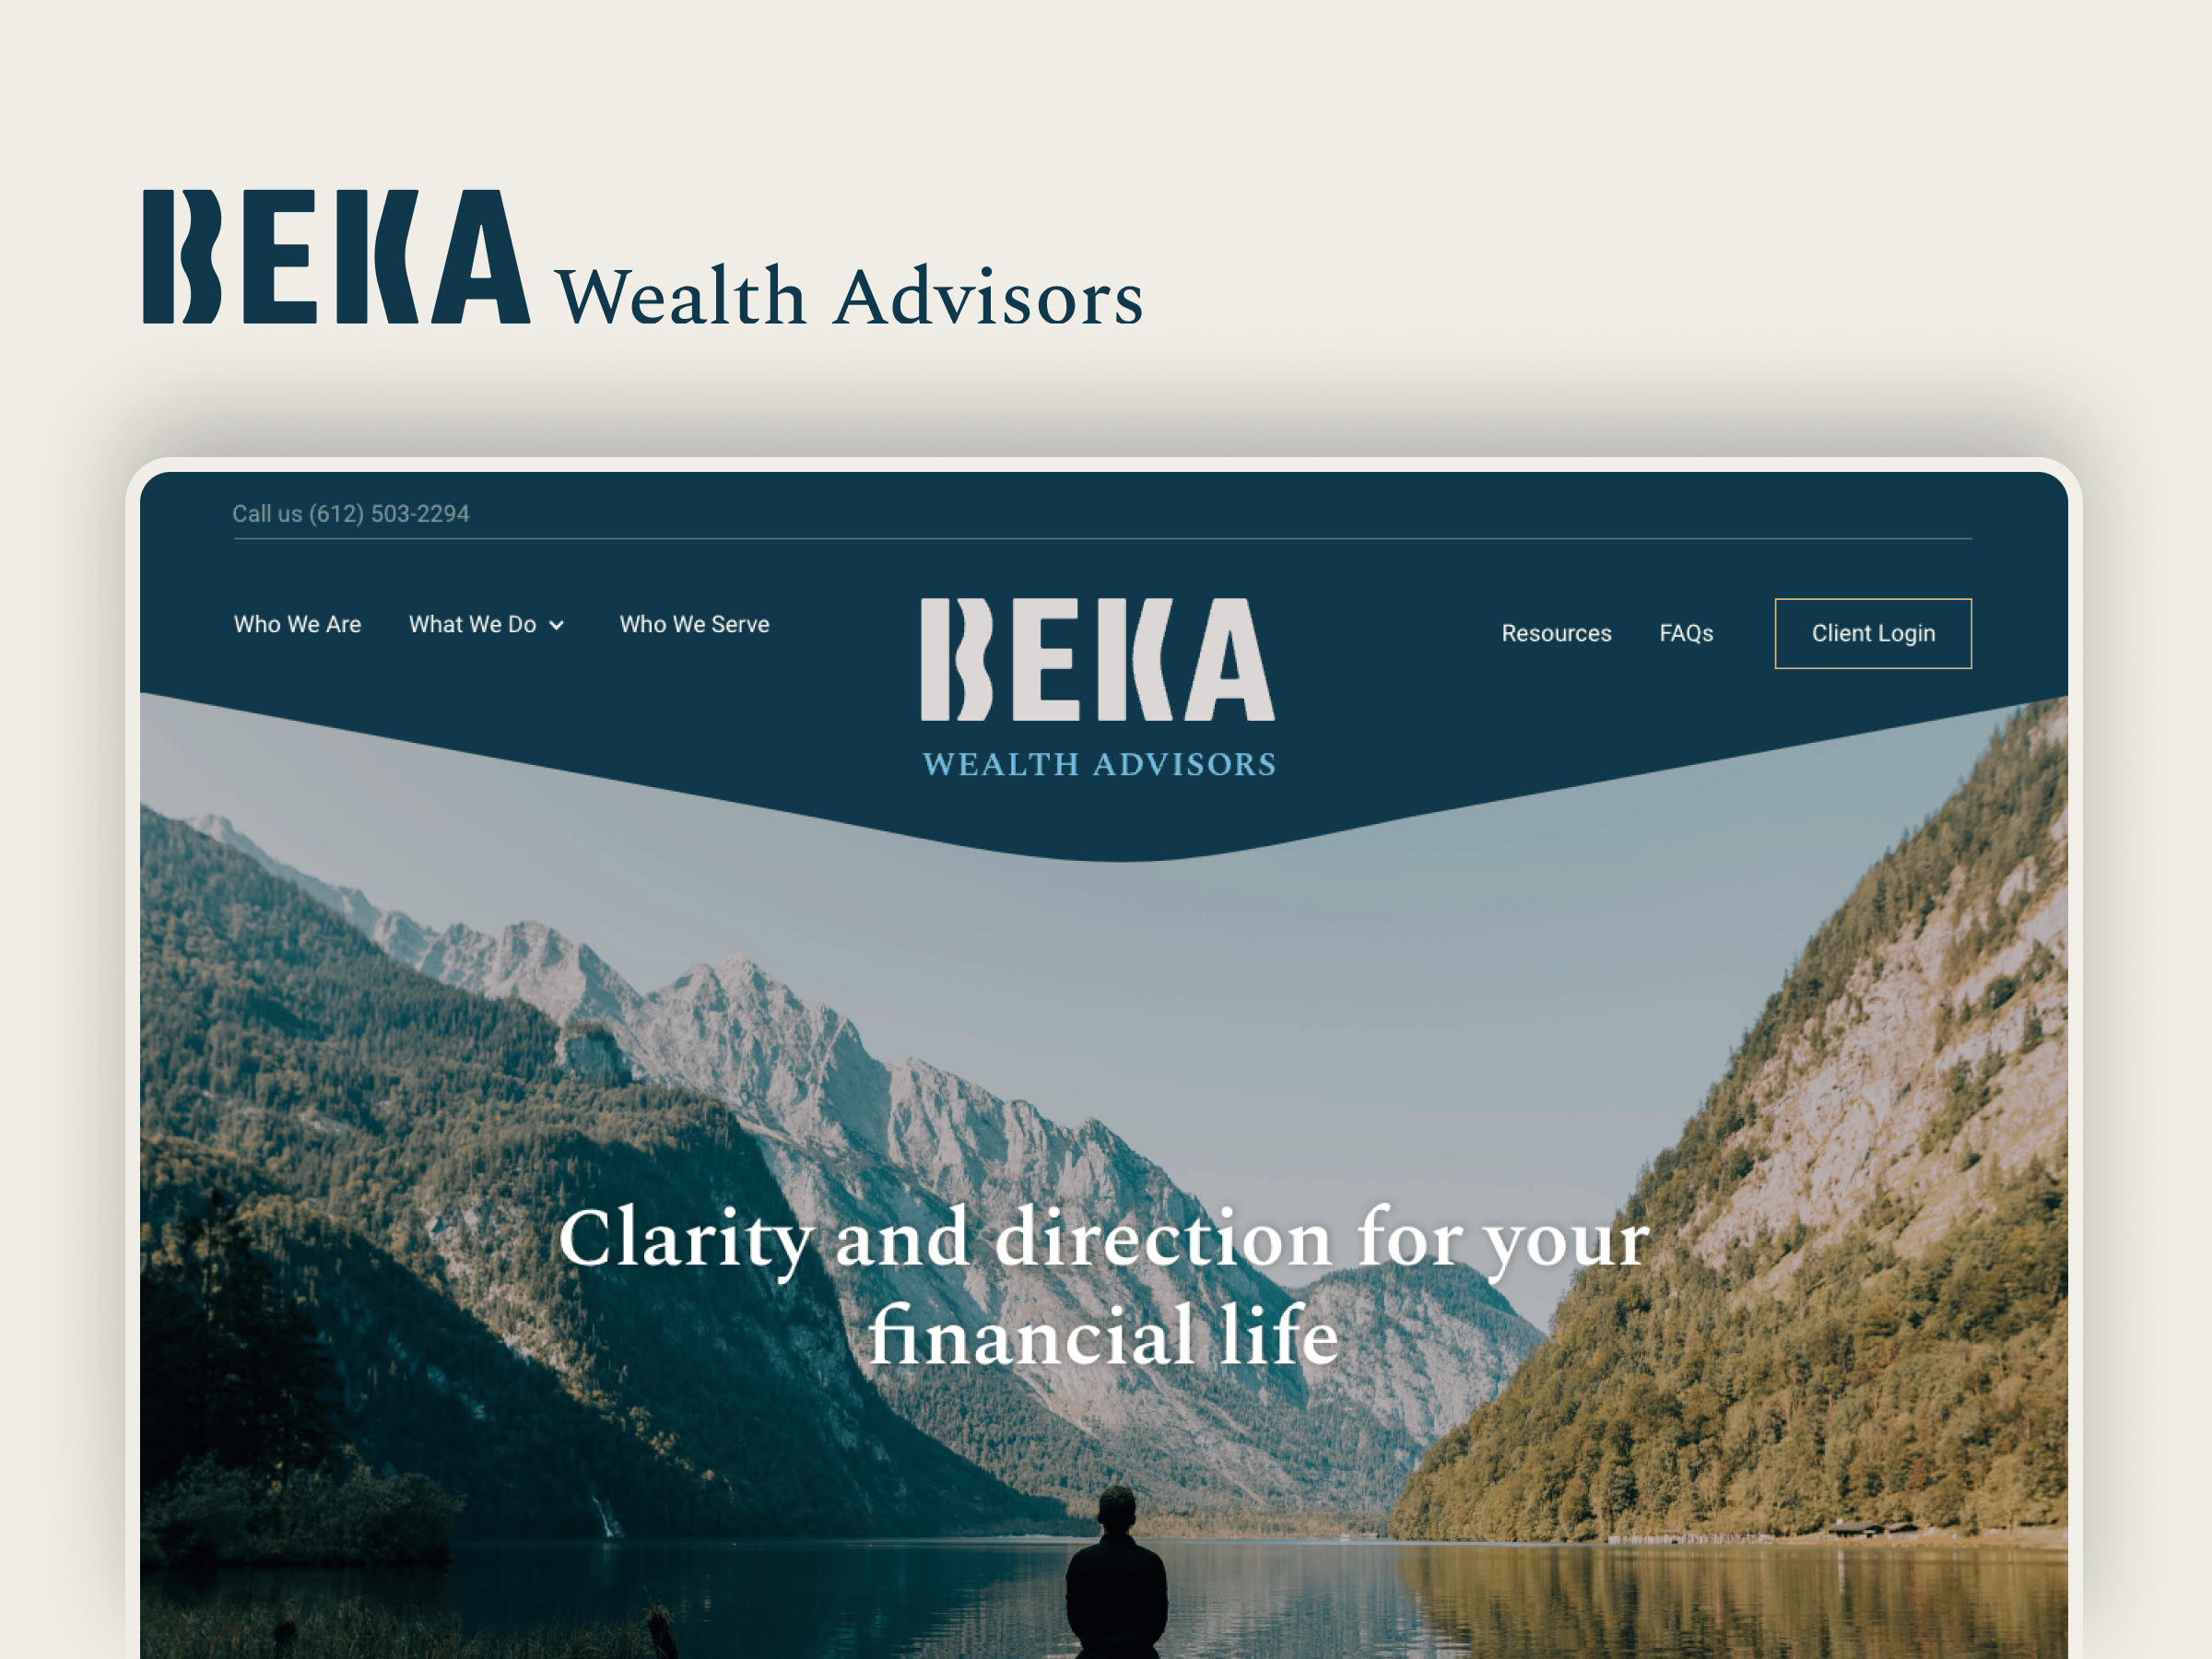 BEKA Wealth Advisors
Call us (612) 503-2294
Who We Are What We Do Who We Serve
BEKA
WEALTH ADVISORS
Resources FAQs Client Login
Clarity and direction for your
financial life